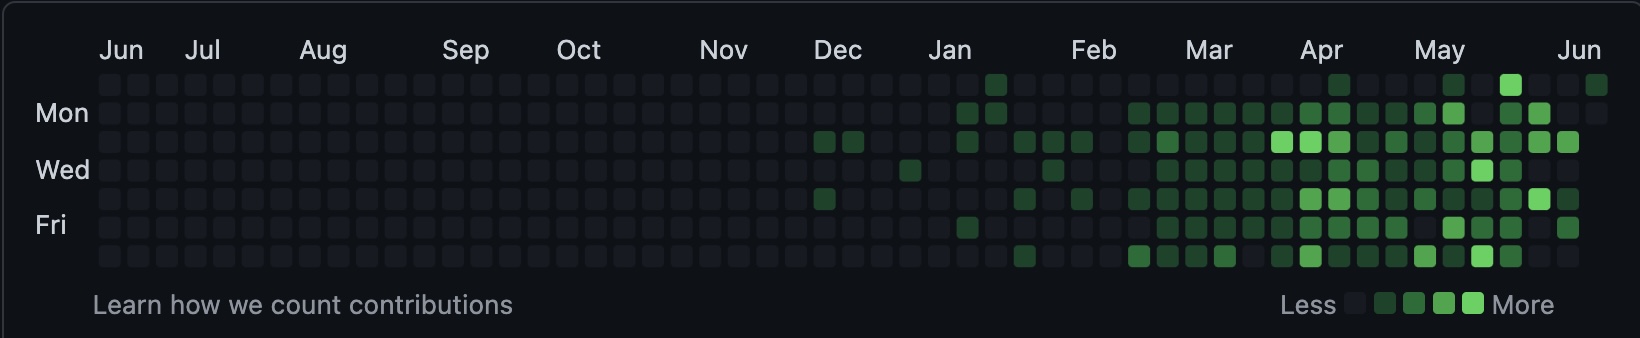 Jun Jul Aug Sep Oct Nov Dec Jan Feb Mar Apr May Jun
Mon
Wed
Fri
Learn how we count contributions Less More